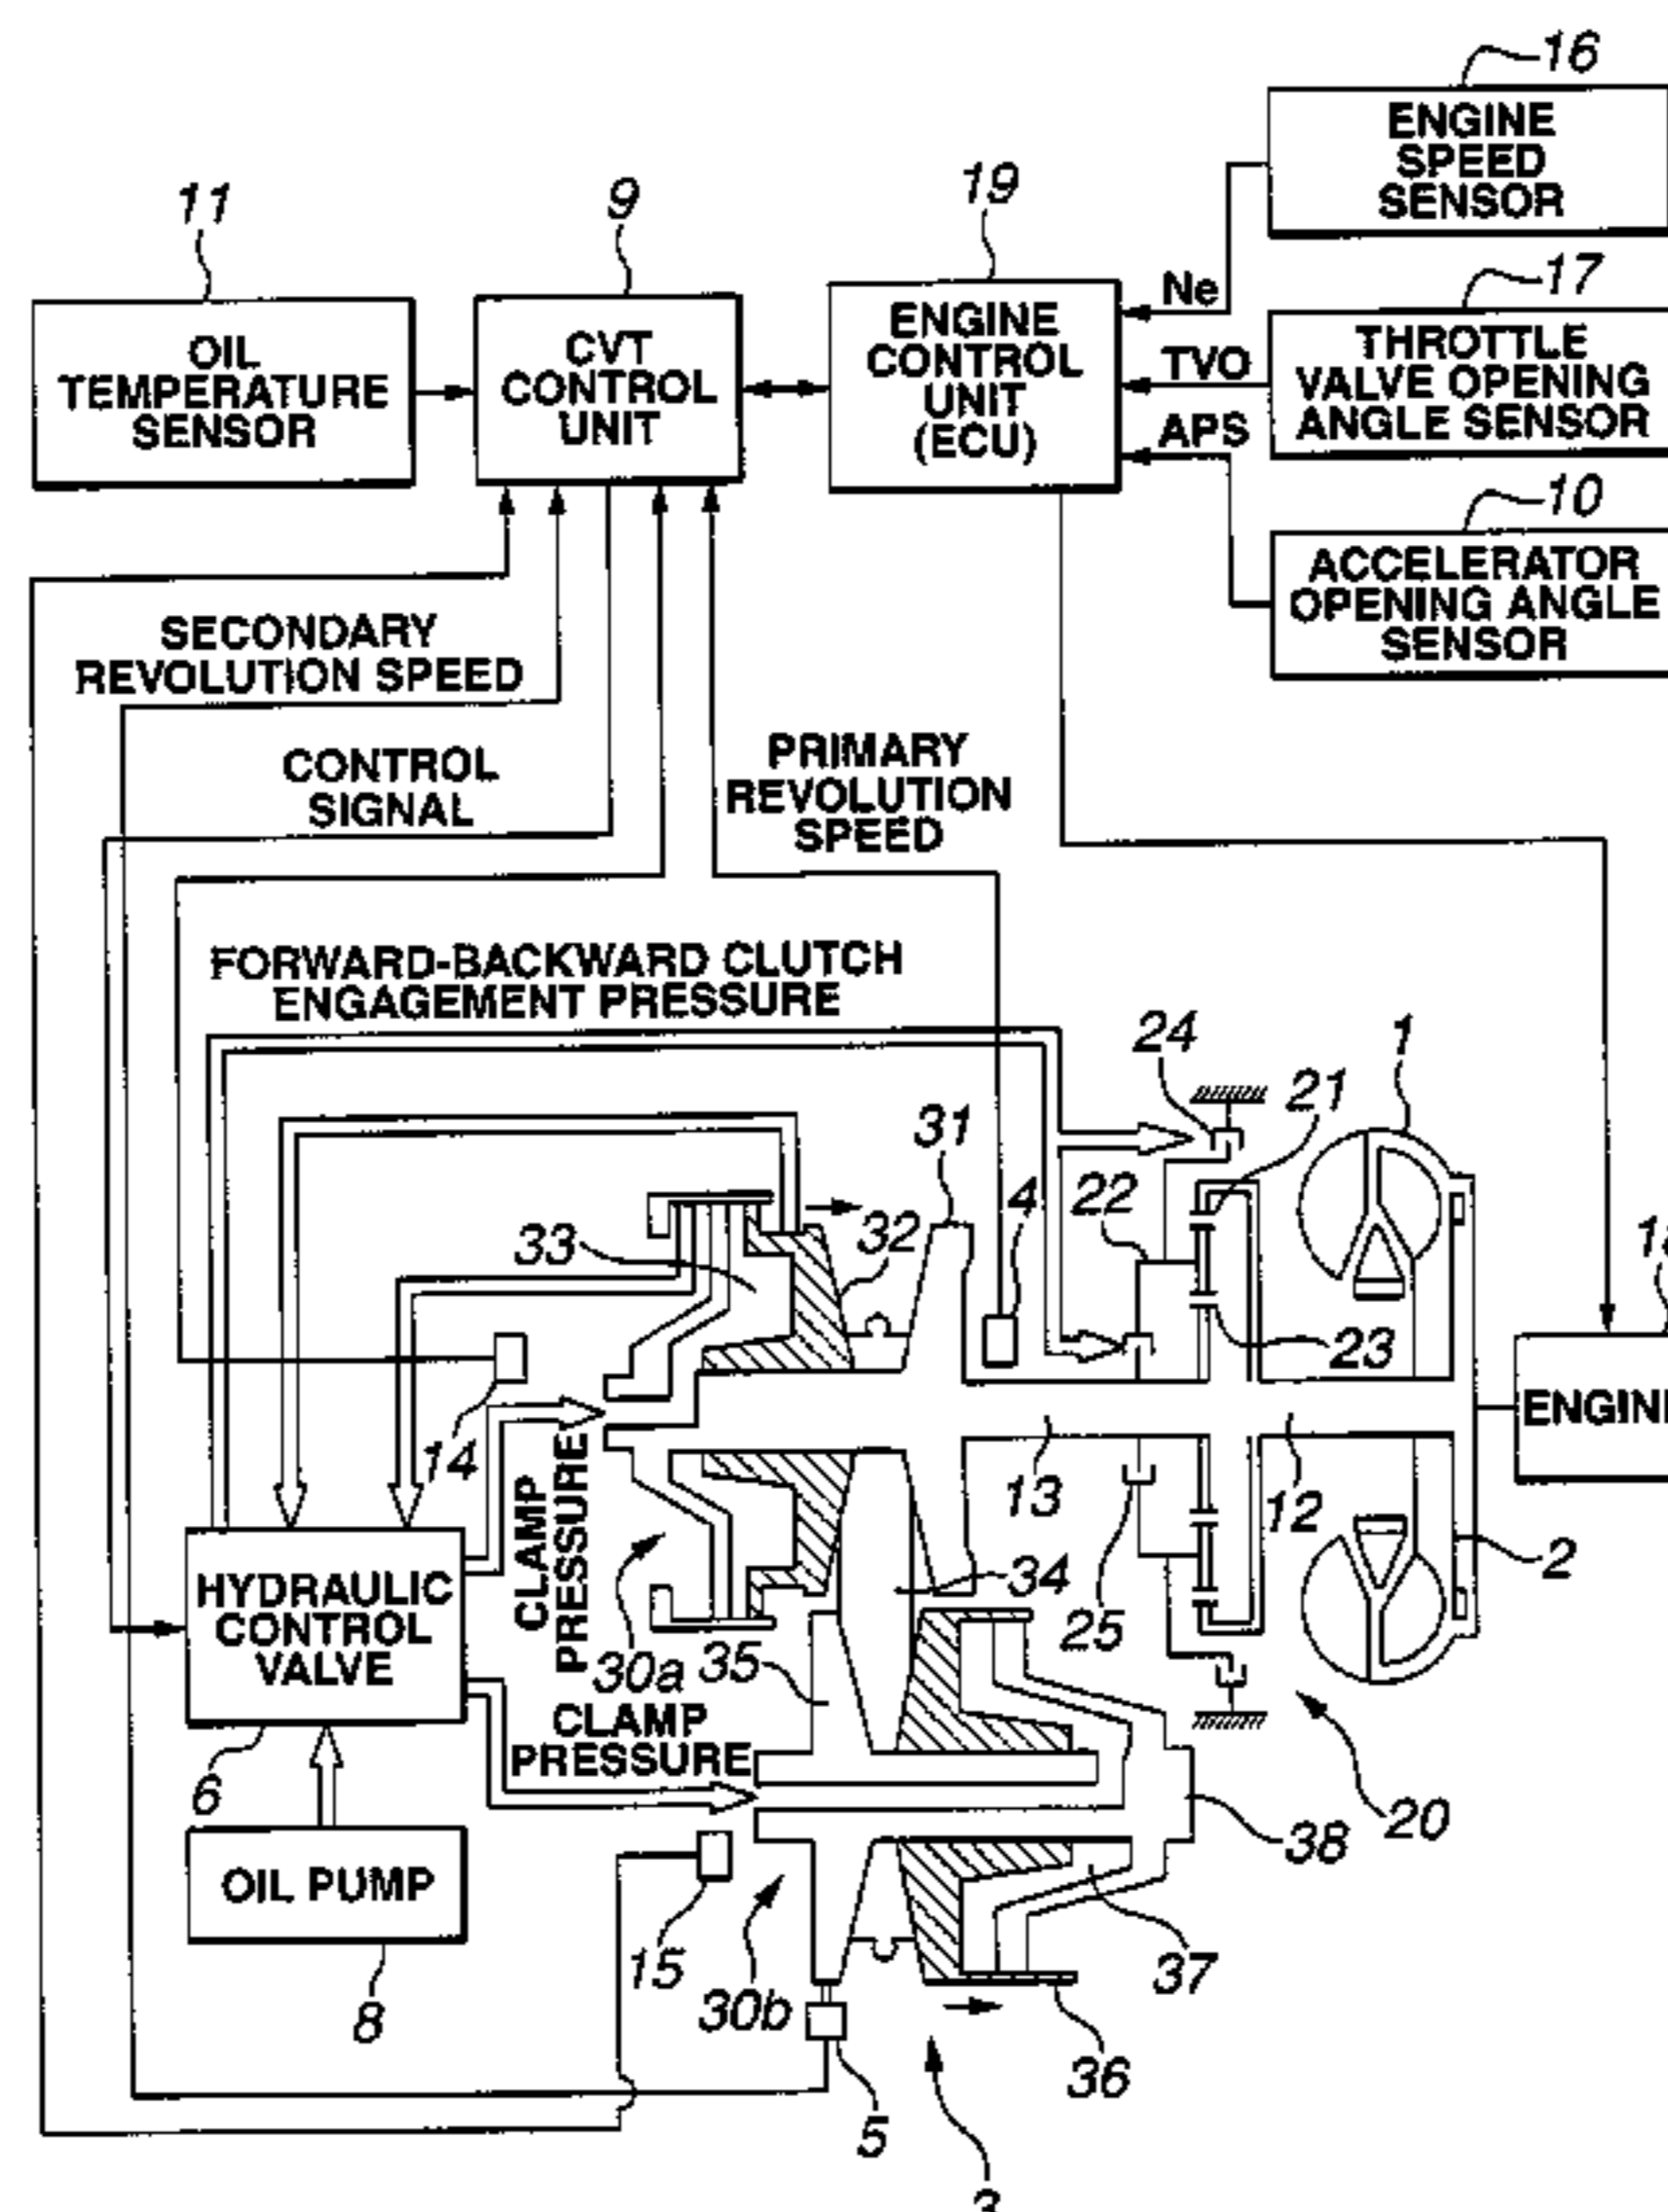 16
ENGINE
SPEED
SENSOR
11
9
19
Ne
17
OIL
TEMPERATURE
SENSOR
CVT
CONTROL
UNIT
ENGINE
CONTROL
UNIT
(ECU)
TVO
THROTTLE
VALVE OPENING
ANGLE SENSOR
APS
10
ACCELERATOR
OPENING ANGLE
SENSOR
SECONDARY
REVOLUTION SPEED
CONTROL
SIGNAL
PRIMARY
REVOLUTION
SPEED
FORWARD-BACKWARD CLUTCH
ENGAGEMENT PRESSURE
24
1
21
31
4
22
33
32
23
ENGINE
14
CLAMP
PRESSURE
13
12
2
34
HYDRAULIC
CONTROL
VALVE
25
30a
35
CLAMP
PRESSURE
6
20
38
OIL PUMP
15
37
30b
8
36
5
3